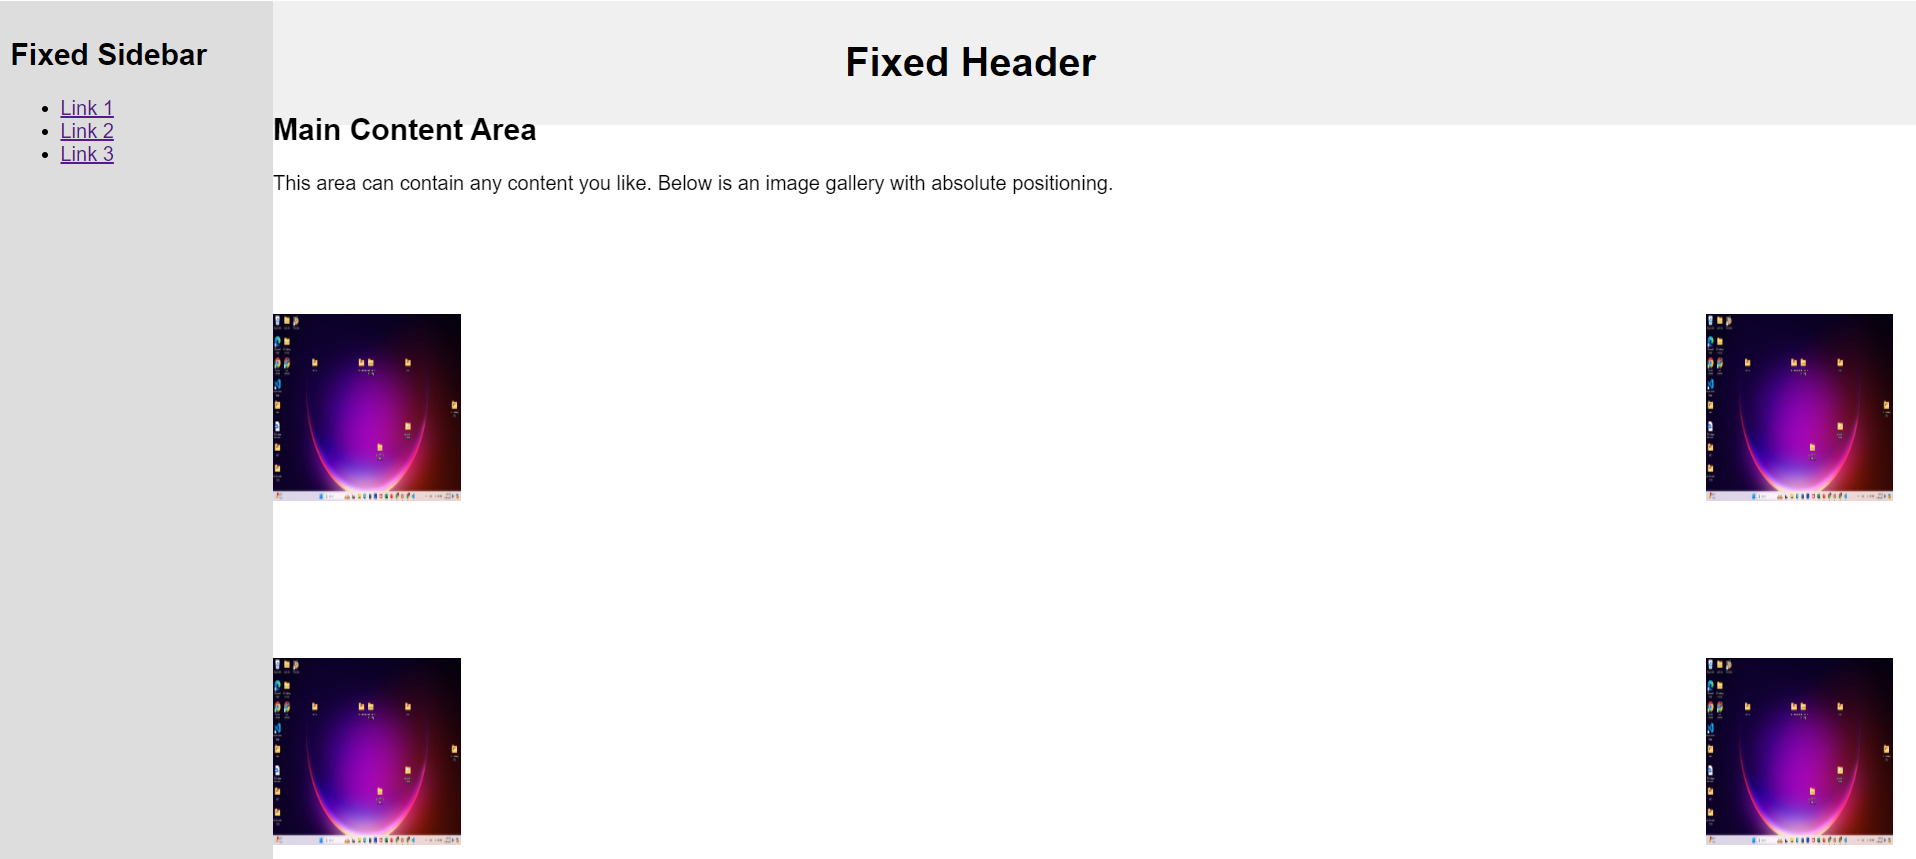 Fixed Sidebar
Link 1
Link 2
Link 3
Fixed Header
Main Content Area
This area can contain any content you like. Below is an image gallery with absolute positioning.